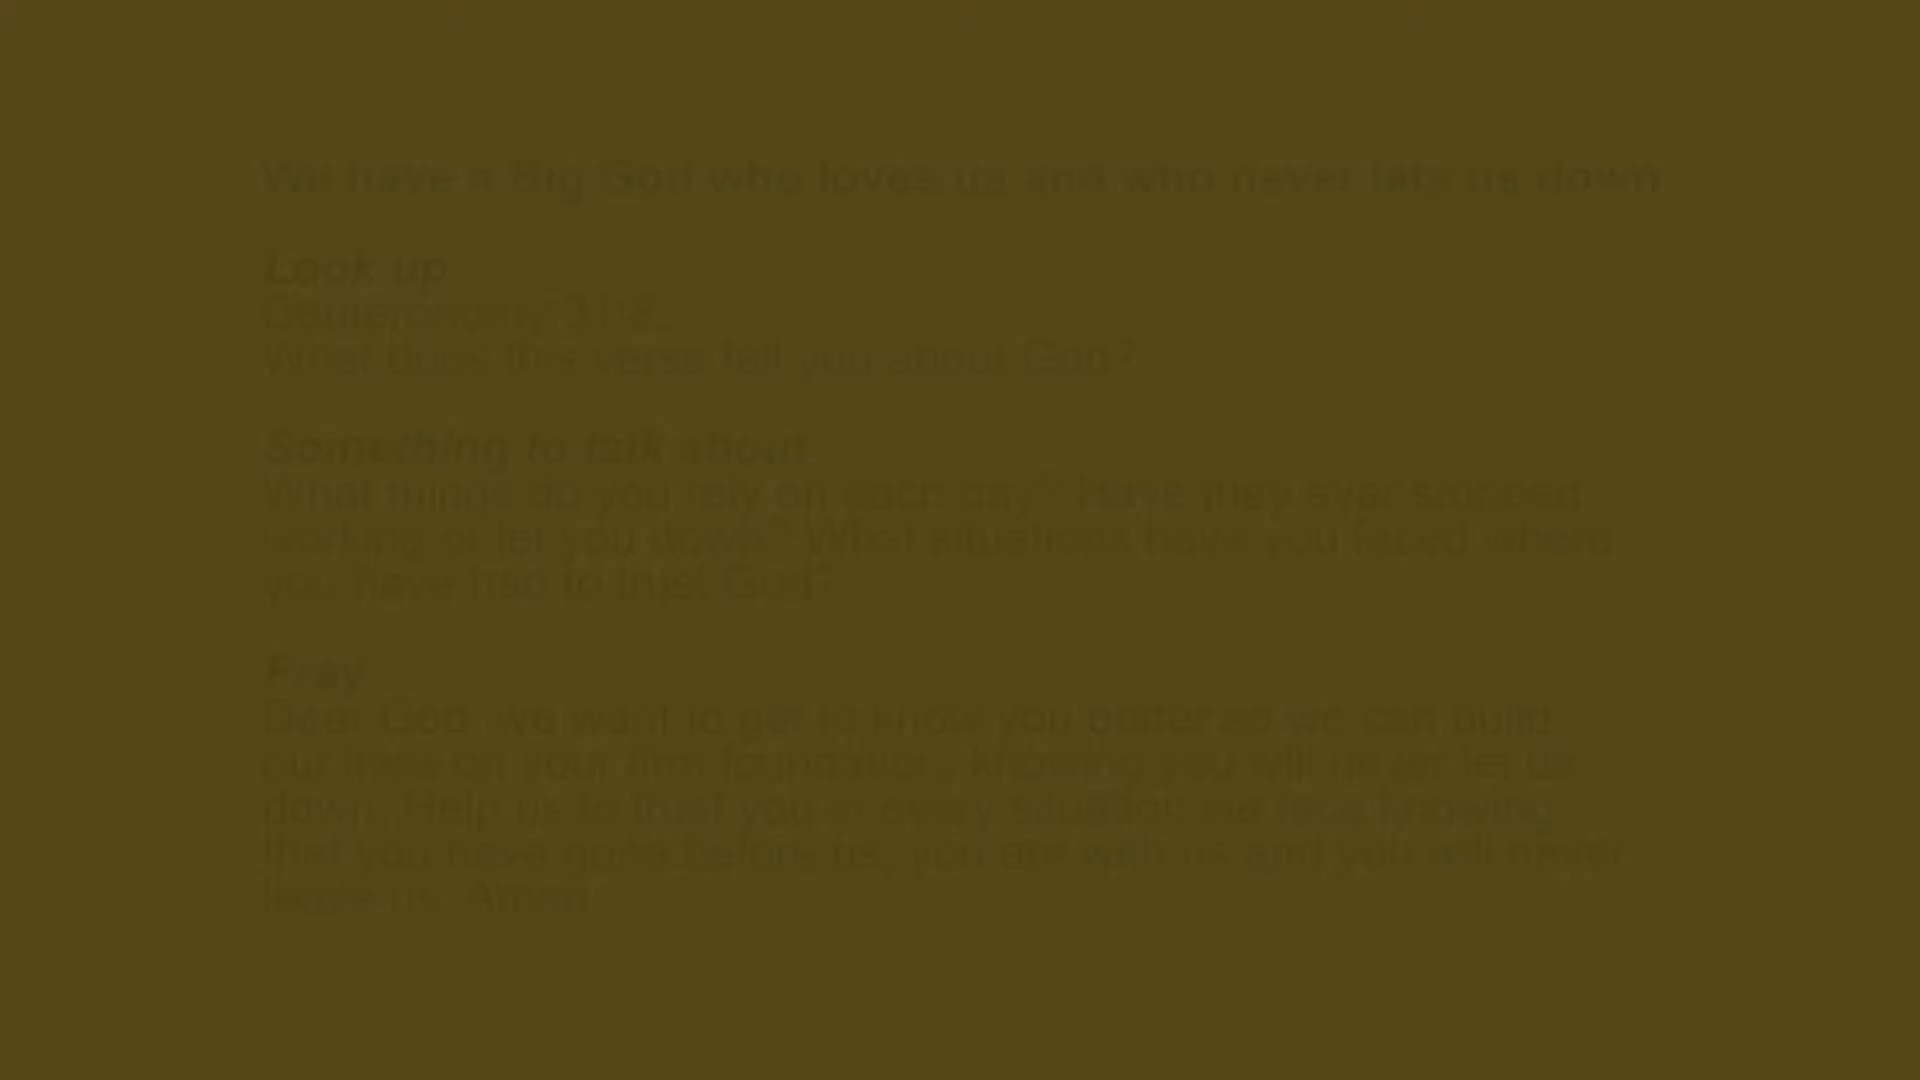 We have a Big God who loves us and who never lets us down
Look up
Deuteronomy 31:8.
What does this verse tell you about God?
Something to talk about
What things do you rely on each day? Have they ever stopped
working or let you down? What situations have you faced where
you have had to trust God?
Pray
Dear God, we want to get to know you better so we can build
our lives on your firm foundation, knowing you will never let us
down. Help us to trust you in every situation we face knowing
that you have gone before us, you are with us and you will never
leave us. Amen